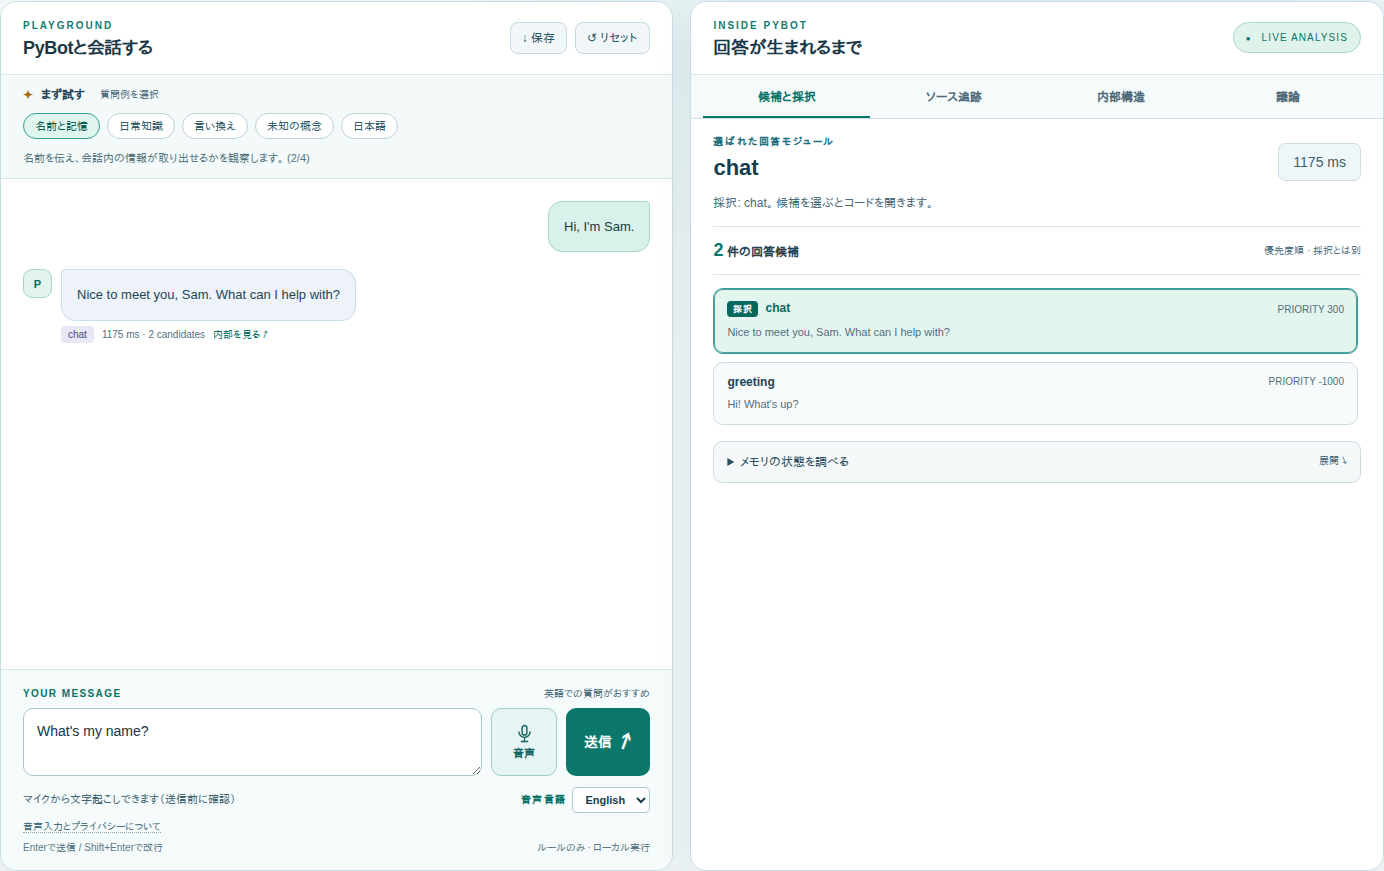 PLAYGROUND
PyBotと会話する
↓ 保存
↺ リセット
✦ まず試す 質問例を選択
名前と記憶
日常知識
言い換え
未知の概念
日本語
名前を伝え、会話内の情報が取り出せるかを観察します。(2/4)
Hi, I'm Sam.
P
Nice to meet you, Sam. What can I help with?
chat 1175 ms · 2 candidates 内部を見る↗
YOUR MESSAGE
英語での質問がおすすめ
What's my name?
音声
送信 ↗
マイクから文字起こしできます（送信前に確認）
音声言語 English
音声入力とプライバシーについて
Enterで送信 / Shift+Enterで改行
ルールのみ · ローカル実行
INSIDE PYBOT
回答が生まれるまで
● LIVE ANALYSIS
候補と採択
ソース追跡
内部構造
議論
選ばれた回答モジュール
chat
1175 ms
採択: chat。候補を選ぶとコードを開きます。
2 件の回答候補
優先度順 · 採択とは別
採択 chat
PRIORITY 300
Nice to meet you, Sam. What can I help with?
greeting
PRIORITY -1000
Hi! What's up?
▶ メモリの状態を調べる
展開 ↘